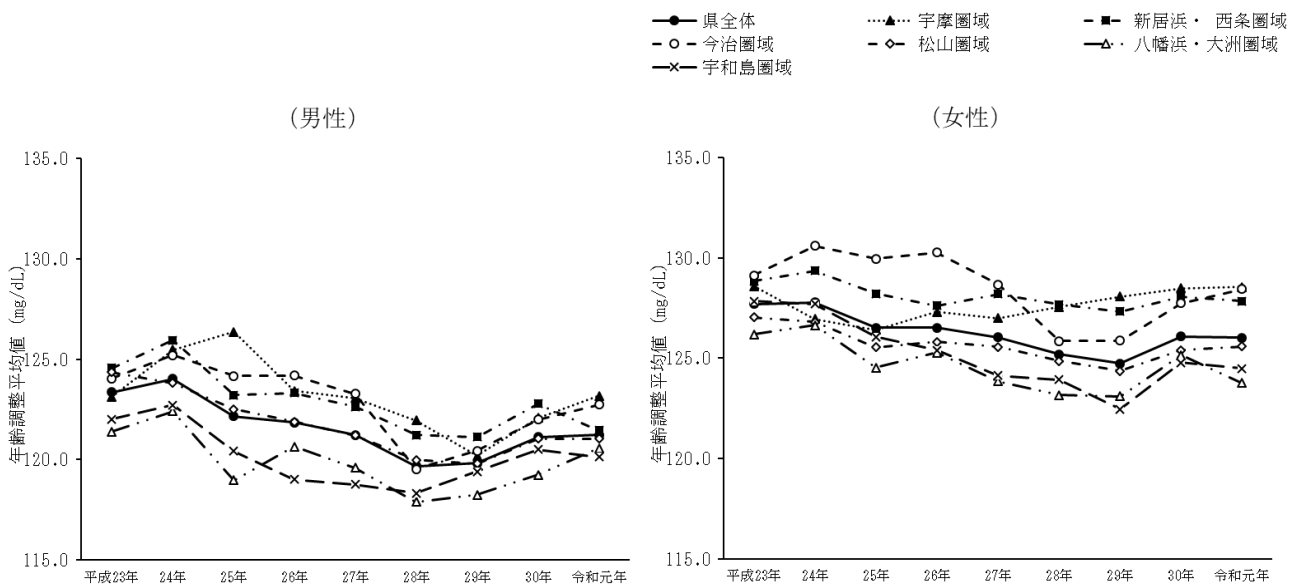 県全体 宇摩圏域 新居浜・ 西条圏域
今治圏域 松山圏域 八幡浜・大洲圏域
宇和島圏域
（男性）
年齢調整平均値 (mg/dL)
135.0
130.0
125.0
120.0
115.0
平成23年 24年 25年 26年 27年 28年 29年 30年 令和元年
（女性）
年齢調整平均値 (mg/dL)
135.0
130.0
125.0
120.0
115.0
平成23年 24年 25年 26年 27年 28年 29年 30年 令和元年